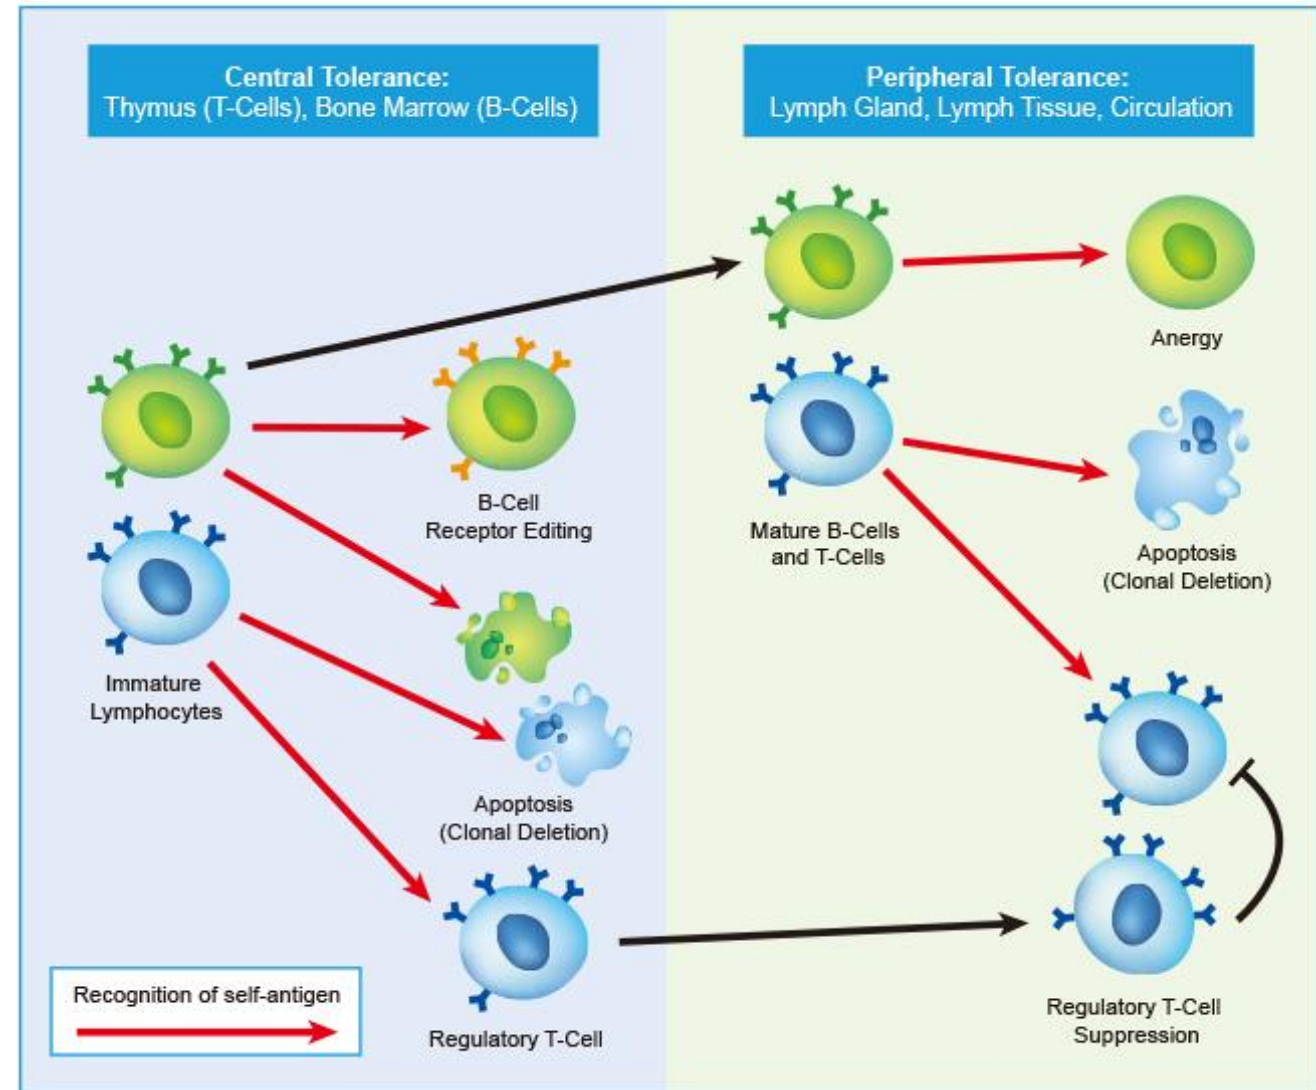 Central Tolerance:
Thymus (T-Cells), Bone Marrow (B-Cells)
Peripheral Tolerance:
Lymph Gland, Lymph Tissue, Circulation
Anergy
B-Cell
Receptor Editing
Mature B-Cells
and T-Cells
Apoptosis
(Clonal Deletion)
Immature
Lymphocytes
Apoptosis
(Clonal Deletion)
Recognition of self-antigen
Regulatory T-Cell
Regulatory T-Cell
Suppression